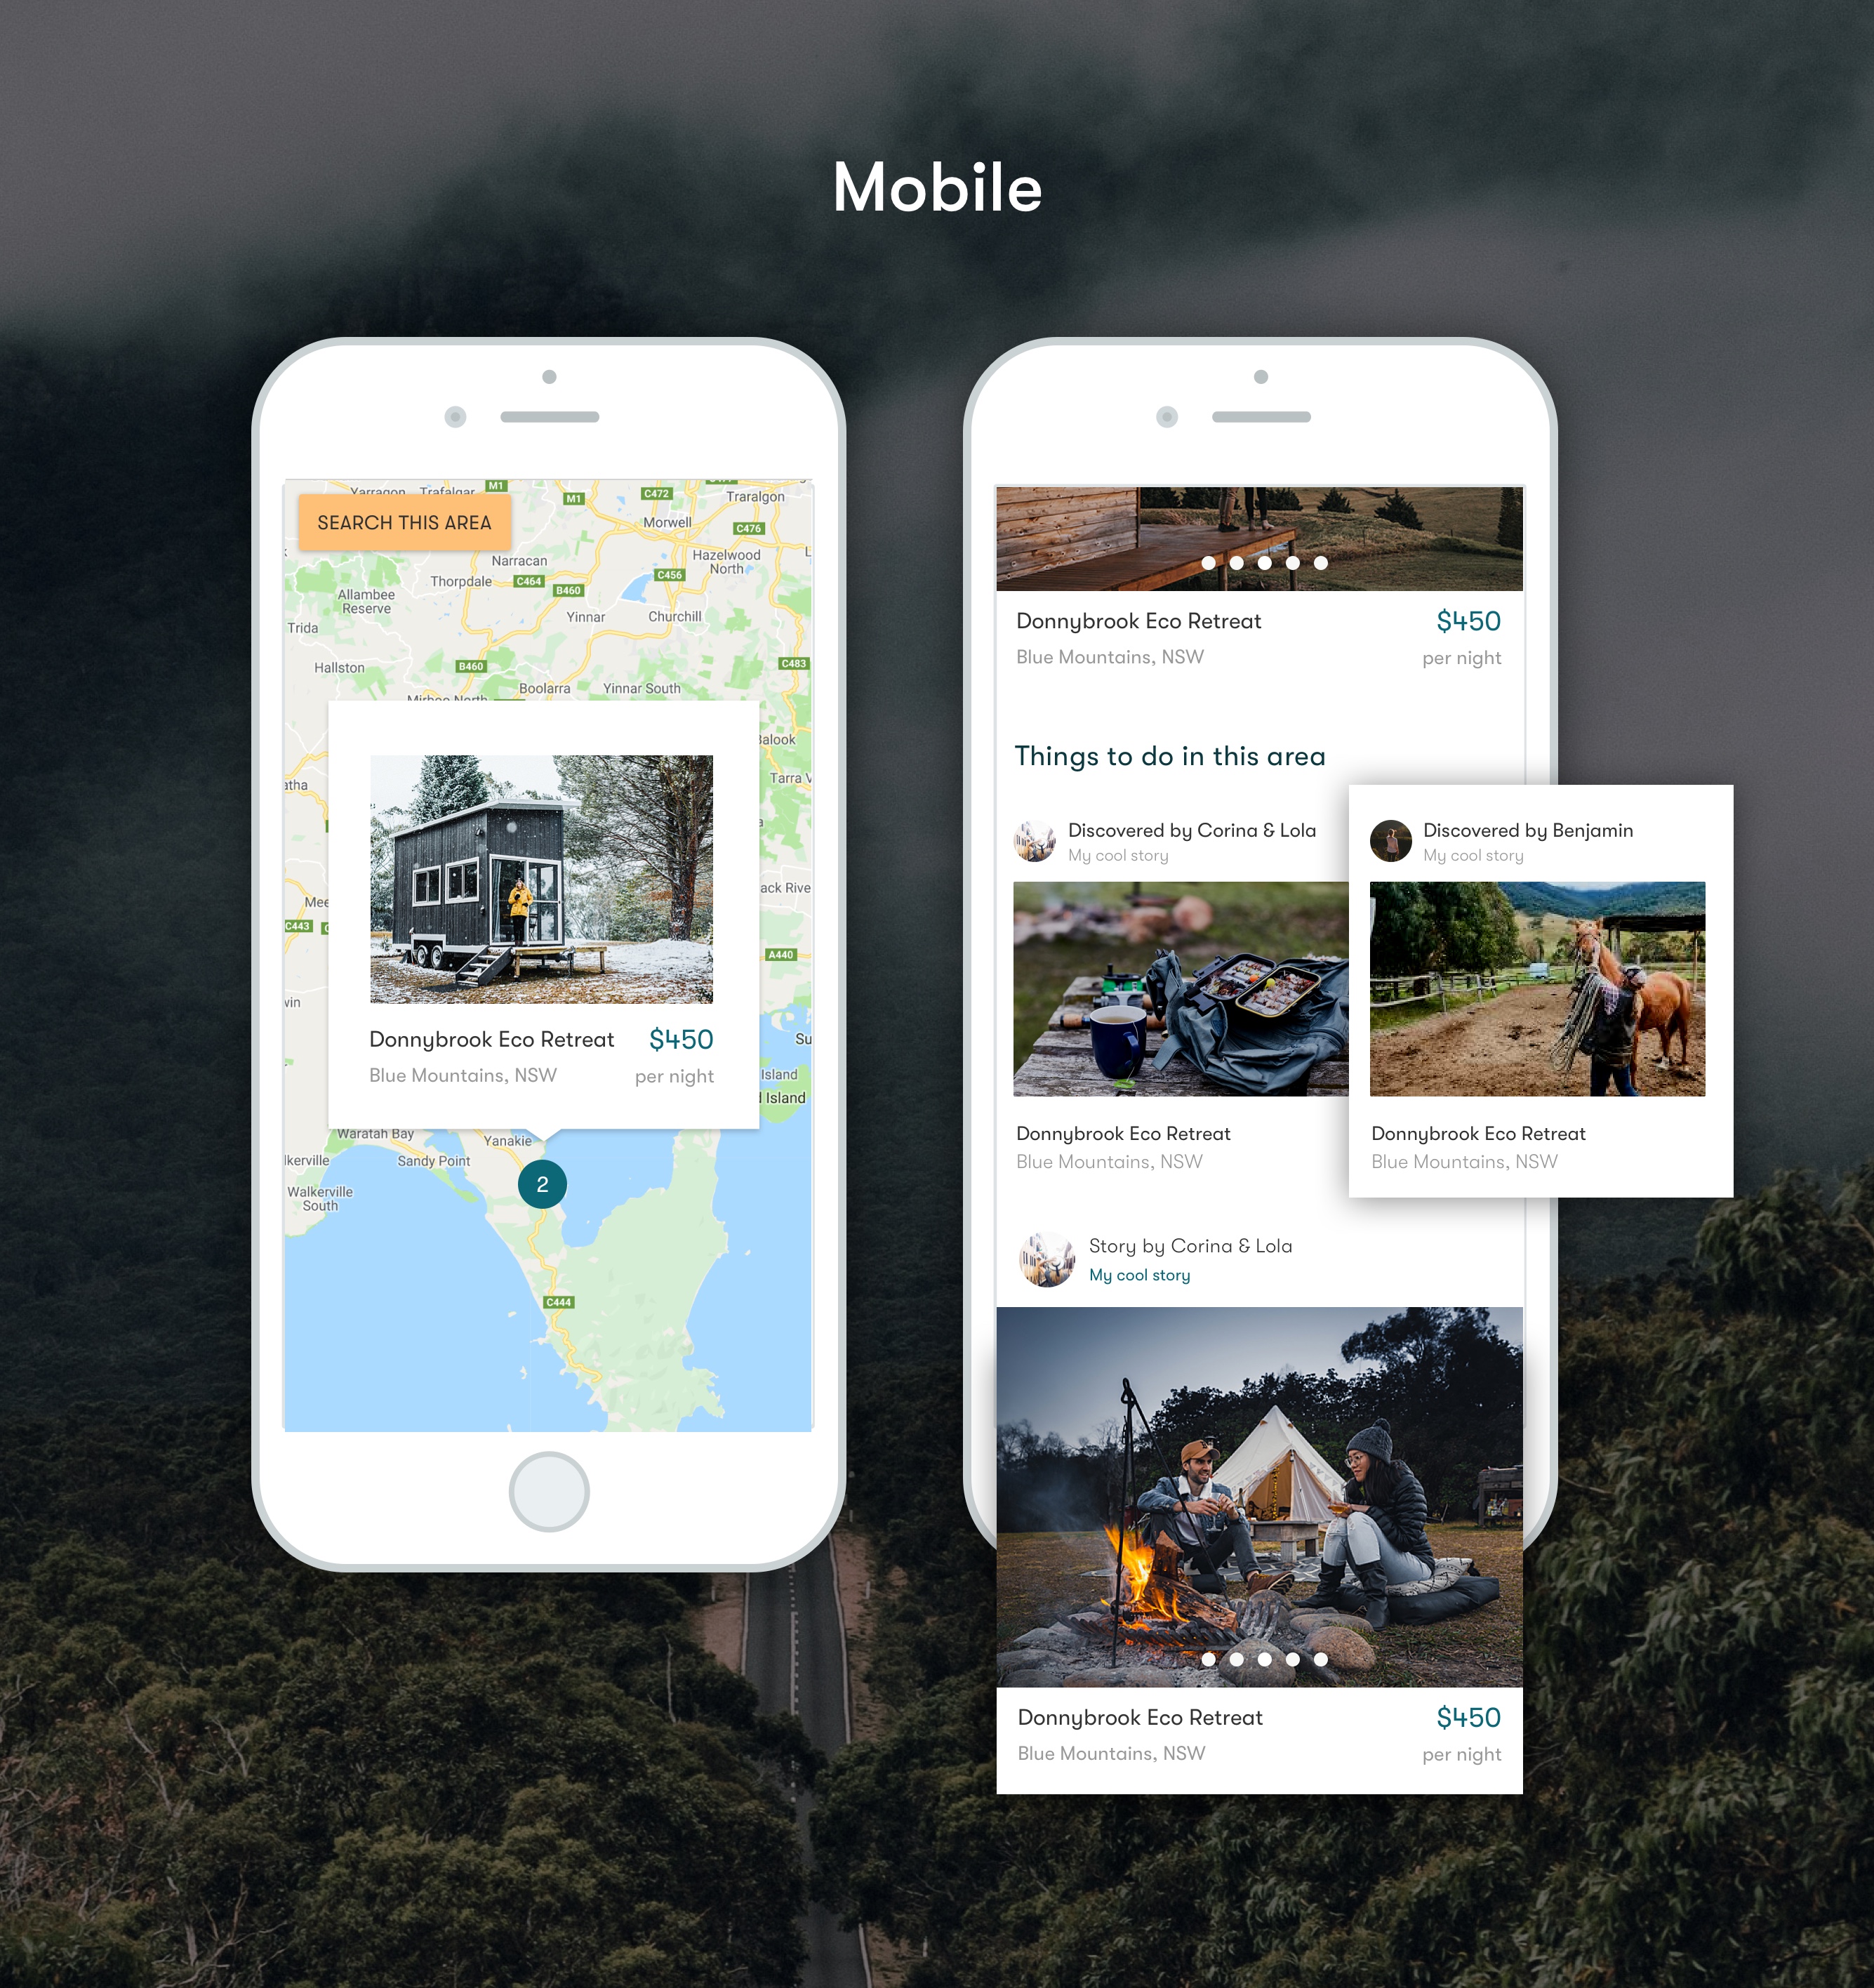 Mobile
M1
Yarragon
Trafalgar
M1
C472
Traralgon
SEARCH THIS AREA
Morwell
C476
Narracan
Hazelwood
North
Thorpdale
C464
B460
C456
Allambee
Reserve
Yinnar
Churchill
Trida
Hallston
B460
C483
Boolarra
Yinnar South
Mirboo North
Balook
atha
Tarra V
Mee
ack Rive
C443
A440
win
Su
Island
d Island
Donnybrook Eco Retreat
$450
Blue Mountains, NSW
per night
Waratah Bay
Yanakie
lkerville
Sandy Point
Walkerville
South
2
C444
Donnybrook Eco Retreat
$450
Blue Mountains, NSW
per night
Things to do in this area
Discovered by Corina & Lola
My cool story
Donnybrook Eco Retreat
Blue Mountains, NSW
Discovered by Benjamin
My cool story
Donnybrook Eco Retreat
Blue Mountains, NSW
Story by Corina & Lola
My cool story
Donnybrook Eco Retreat
$450
Blue Mountains, NSW
per night